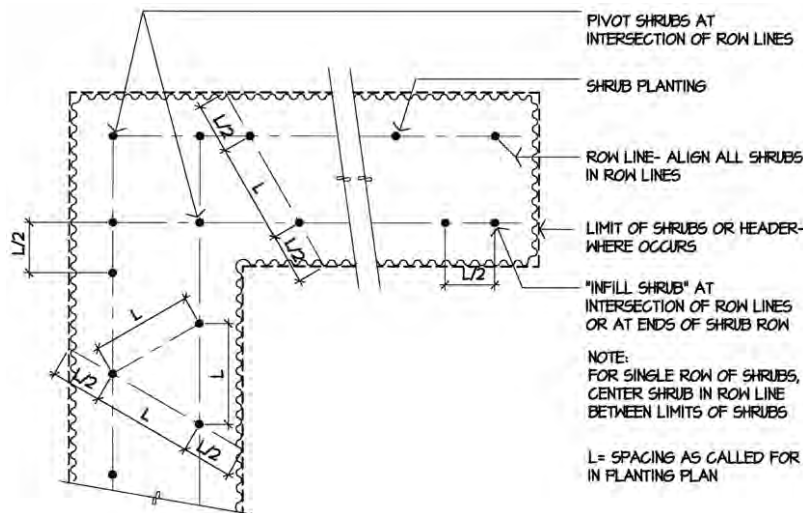 PIVOT SHRUBS AT
INTERSECTION OF ROW LINES
SHRUB PLANTING
ROW LINE- ALIGN ALL SHRUBS
IN ROW LINES
LIMIT OF SHRUBS OR HEADER-
WHERE OCCURS
"INFILL SHRUB" AT
INTERSECTION OF ROW LINES
OR AT ENDS OF SHRUB ROW
NOTE:
FOR SINGLE ROW OF SHRUBS,
CENTER SHRUB IN ROW LINE
BETWEEN LIMITS OF SHRUBS
L= SPACING AS CALLED FOR
IN PLANTING PLAN
L/2
L
L/2
L/2
L/2
L
L
L/2
L
L/2